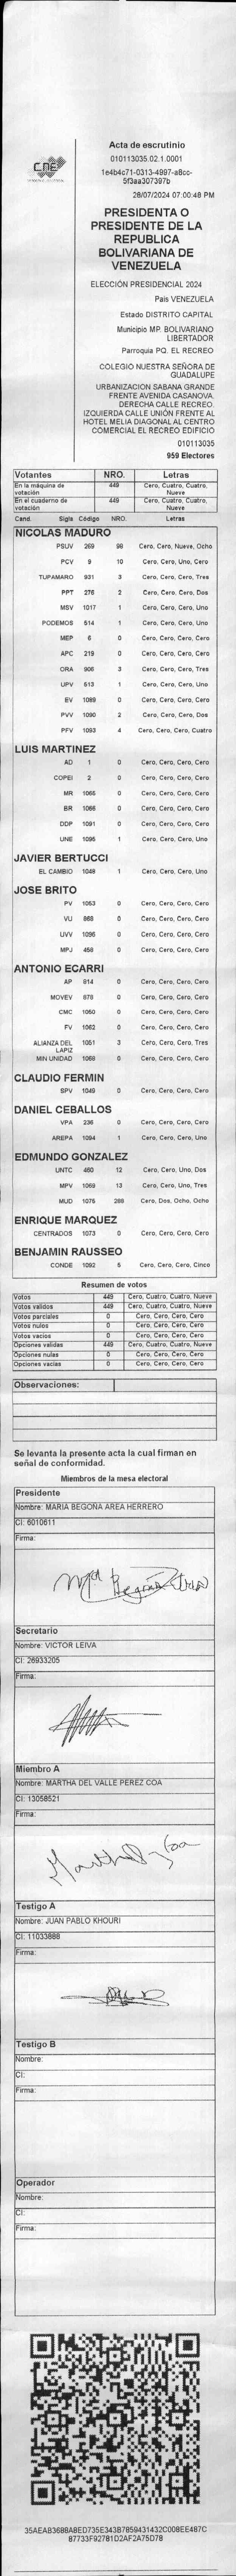 CNE
Acta de escrutinio
010113035.02.1.0001
1e4b4c71-0313-4997-a8cc-
5f3aa307397b
28/07/2024 07:00:48 PM
PRESIDENTA O
PRESIDENTE DE LA
REPUBLICA
BOLIVARIANA DE
VENEZUELA
ELECCIÓN PRESIDENCIAL 2024
País VENEZUELA
Estado DISTRITO CAPITAL
Municipio MP. BOLIVARIANO
LIBERTADOR
Parroquia PQ. EL RECREO
COLEGIO NUESTRA SEÑORA DE
GUADALUPE
URBANIZACION SABANA GRANDE
FRENTE AVENIDA CASANOVA.
DERECHA CALLE RECREO.
IZQUIERDA CALLE UNIÓN FRENTE AL
HOTEL MELIA DIAGONAL AL CENTRO
COMERCIAL EL RECREO EDIFICIO
010113035
959 Electores
Votantes NRO. Letras
En la máquina de votación 449 Cero, Cuatro, Cuatro, Nueve
En el cuaderno de votación 449 Cero, Cuatro, Cuatro, Nueve
Cand. Sigls Código NRO. Letras
NICOLAS MADURO
PSUV 269 98 Cero, Cero, Nueve, Ocho
PCV 9 10 Cero, Cero, Uno, Cero
TUPAMARO 931 3 Cero, Cero, Cero, Tres
PPT 276 2 Cero, Cero, Cero, Dos
MSV 1017 1 Cero, Cero, Cero, Uno
PODEMOS 514 1 Cero, Cero, Cero, Uno
MEP 6 0 Cero, Cero, Cero, Cero
APC 219 0 Cero, Cero, Cero, Cero
ORA 906 3 Cero, Cero, Cero, Tres
UPV 513 1 Cero, Cero, Cero, Uno
EV 1089 0 Cero, Cero, Cero, Cero
PVV 1090 2 Cero, Cero, Cero, Dos
PFV 1093 4 Cero, Cero, Cero, Cuatro
LUIS MARTINEZ
AD 1 0 Cero, Cero, Cero, Cero
COPEI 2 0 Cero, Cero, Cero, Cero
MR 1065 0 Cero, Cero, Cero, Cero
BR 1066 0 Cero, Cero, Cero, Cero
DDP 1091 0 Cero, Cero, Cero, Cero
UNE 1095 1 Cero, Cero, Cero, Uno
JAVIER BERTUCCI
EL CAMBIO 1048 1 Cero, Cero, Cero, Uno
JOSE BRITO
PV 1053 0 Cero, Cero, Cero, Cero
VU 868 0 Cero, Cero, Cero, Cero
UVV 1096 0 Cero, Cero, Cero, Cero
MPJ 458 0 Cero, Cero, Cero, Cero
ANTONIO ECARRI
AP 814 0 Cero, Cero, Cero, Cero
MOVEV 878 0 Cero, Cero, Cero, Cero
CMC 1050 0 Cero, Cero, Cero, Cero
FV 1062 0 Cero, Cero, Cero, Cero
ALIANZA DEL LAPIZ 1051 3 Cero, Cero, Cero, Tres
MIN UNIDAD 1068 0 Cero, Cero, Cero, Cero
CLAUDIO FERMIN
SPV 1049 0 Cero, Cero, Cero, Cero
DANIEL CEBALLOS
VPA 236 0 Cero, Cero, Cero, Cero
AREPA 1094 1 Cero, Cero, Cero, Uno
EDMUNDO GONZALEZ
UNTC 460 12 Cero, Cero, Uno, Dos
MPV 1069 13 Cero, Cero, Uno, Tres
MUD 1075 288 Cero, Dos, Ocho, Ocho
ENRIQUE MARQUEZ
CENTRADOS 1073 0 Cero, Cero, Cero, Cero
BENJAMIN RAUSSEO
CONDE 1092 5 Cero, Cero, Cero, Cinco
Resumen de votos
Votos 449 Cero, Cuatro, Cuatro, Nueve
Votos validos 449 Cero, Cuatro, Cuatro, Nueve
Votos parciales 0 Cero, Cero, Cero, Cero
Votos nulos 0 Cero, Cero, Cero, Cero
Votos vacios 0 Cero, Cero, Cero, Cero
Opciones validas 449 Cero, Cuatro, Cuatro, Nueve
Opciones nulas 0 Cero, Cero, Cero, Cero
Opciones vacias 0 Cero, Cero, Cero, Cero
Observaciones:
Se levanta la presente acta la cual firman en
señal de conformidad.
Miembros de la mesa electoral
Presidente
Nombre: MARIA BEGOÑA AREA HERRERO
CI: 6010611
Firma:
Mª Begoña
Secretario
Nombre: VICTOR LEIVA
CI: 26933205
Firma:
Miembro A
Nombre: MARTHA DEL VALLE PEREZ COA
CI: 13058521
Firma:
Martha Coa
Testigo A
Nombre: JUAN PABLO KHOURI
CI: 11033888
Firma:
Testigo B
Nombre:
CI:
Firma:
Operador
Nombre:
CI:
Firma:
35AEAB36B8A8ED735E343B7859431432C008EE487C
87733F92781D2AF2A75D78